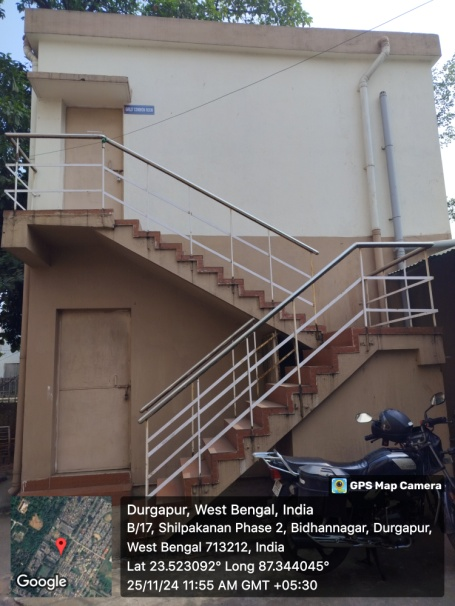 GPS Map Camera
Durgapur, West Bengal, India
B/17, Shilpakanan Phase 2, Bidhannagar, Durgapur,
West Bengal 713212, India
Lat 23.523092° Long 87.344045°
25/11/24 11:55 AM GMT +05:30
Google